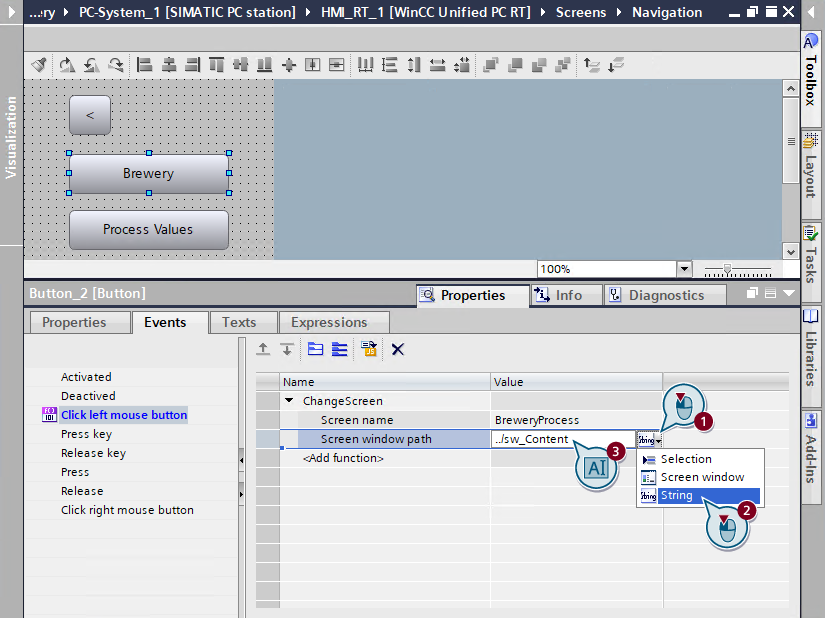 ...ry PC-System_1 [SIMATIC PC station] HMI_RT_1 [WinCC Unified PC RT] Screens Navigation
Visualization
<
Brewery
Process Values
100%
Toolbox
Layout
Tasks
Libraries
Add-Ins
Button_2 [Button]
Properties
Info
Diagnostics
Properties
Events
Texts
Expressions
Activated
Deactived
Click left mouse button
Press key
Release key
Press
Release
Click right mouse button
Name Value
ChangeScreen
Screen name BreweryProcess
Screen window path ../sw_Content
<Add function>
Selection
Screen window
String
1
2
3
AI